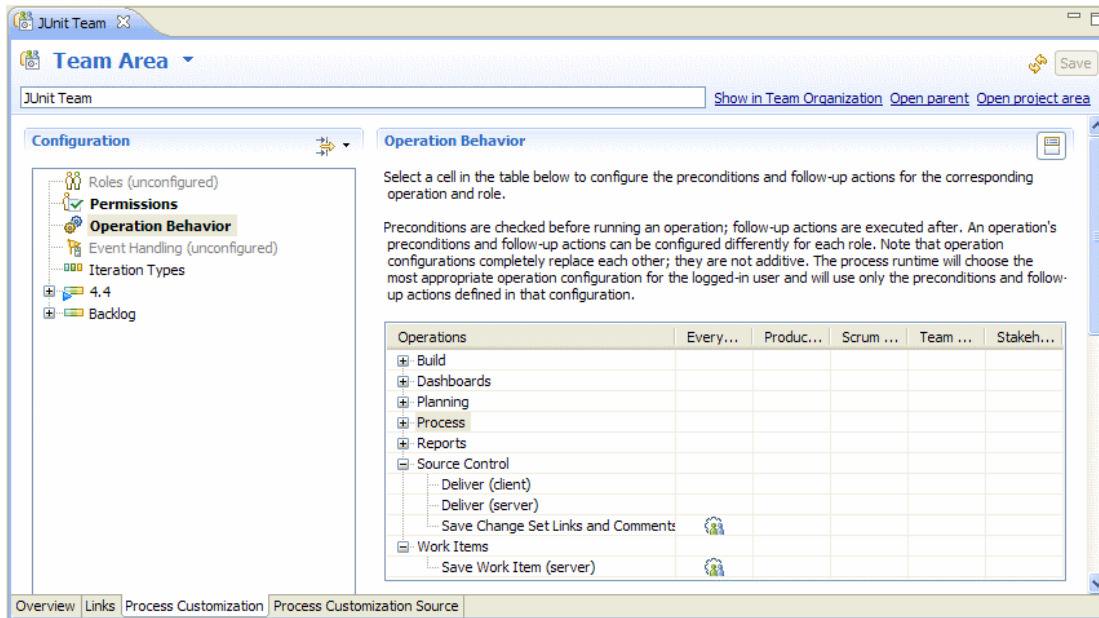 JUnit Team
Team Area
Save
JUnit Team
Show in Team Organization Open parent Open project area
Configuration
Roles (unconfigured)
Permissions
Operation Behavior
Event Handling (unconfigured)
Iteration Types
4.4
Backlog
Operation Behavior
Select a cell in the table below to configure the preconditions and follow-up actions for the corresponding
operation and role.
Preconditions are checked before running an operation; follow-up actions are executed after. An operation's
preconditions and follow-up actions can be configured differently for each role. Note that operation
configurations completely replace each other; they are not additive. The process runtime will choose the
most appropriate operation configuration for the logged-in user and will use only the preconditions and follow-
up actions defined in that configuration.
Operations Every... Produc... Scrum ... Team ... Stakeh...
Build
Dashboards
Planning
Process
Reports
Source Control
Deliver (client)
Deliver (server)
Save Change Set Links and Comments
Work Items
Save Work Item (server)
Overview Links Process Customization Process Customization Source